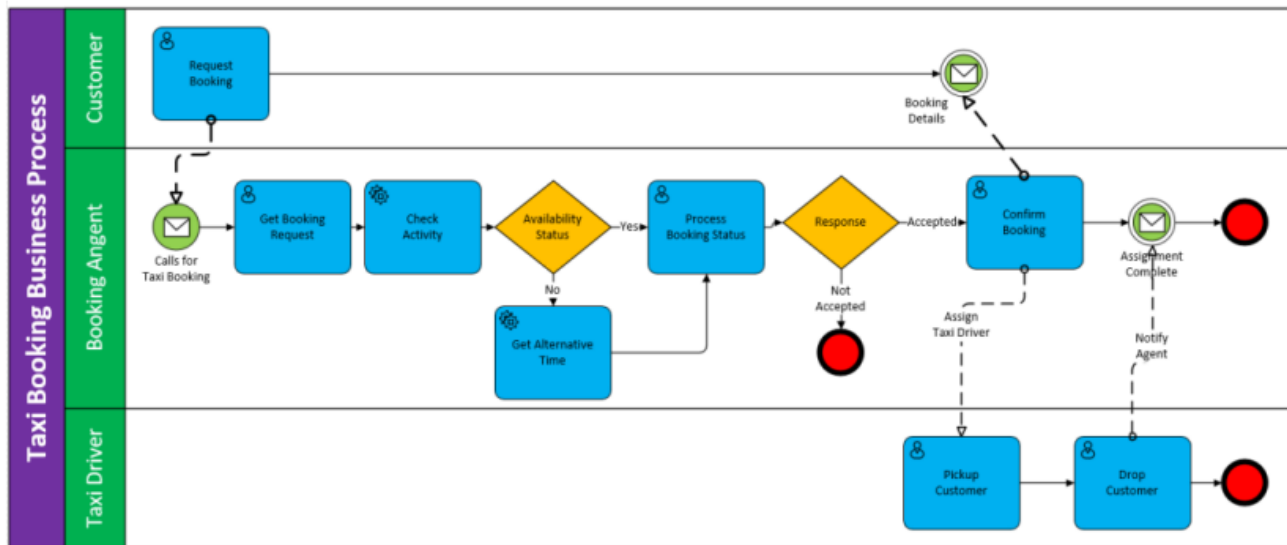 Taxi Booking Business Process
Customer
Request
Booking
Booking
Details
Booking Angent
Calls for
Taxi Booking
Get Booking
Request
Check
Activity
Availability
Status
Yes
No
Get Alternative
Time
Process
Booking Status
Response
Accepted
Not
Accepted
Confirm
Booking
Assignment
Complete
Assign
Taxi Driver
Notify
Agent
Taxi Driver
Pickup
Customer
Drop
Customer